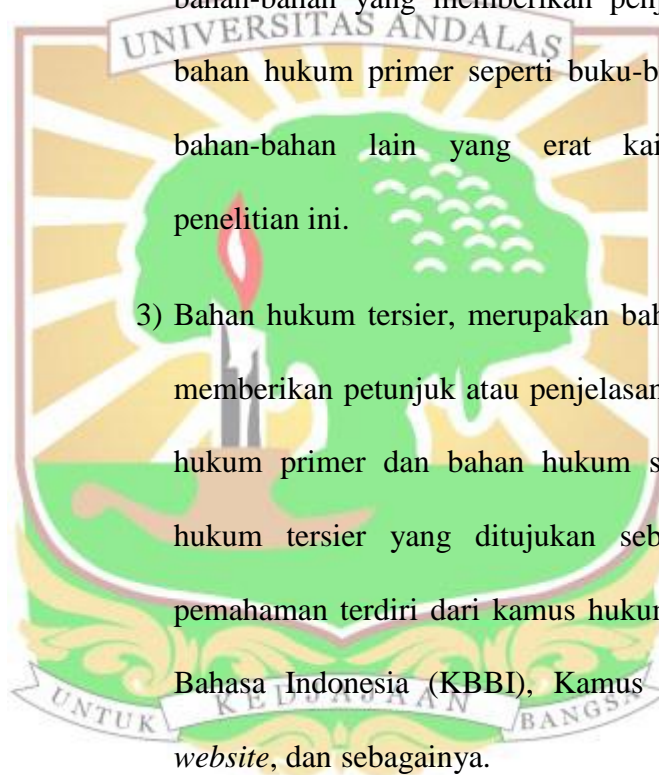 bahan-bahan yang memberikan penj
UNIVERSITAS ANDALAS
bahan hukum primer seperti buku-b
bahan-bahan lain yang erat kai
penelitian ini.
3) Bahan hukum tersier, merupakan bah
memberikan petunjuk atau penjelasan
hukum primer dan bahan hukum s
hukum tersier yang ditujukan seb
pemahaman terdiri dari kamus hukum
Bahasa Indonesia (KBBI), Kamus
UNTUK KEDJAJAAN BANGSA
website, dan sebagainya.